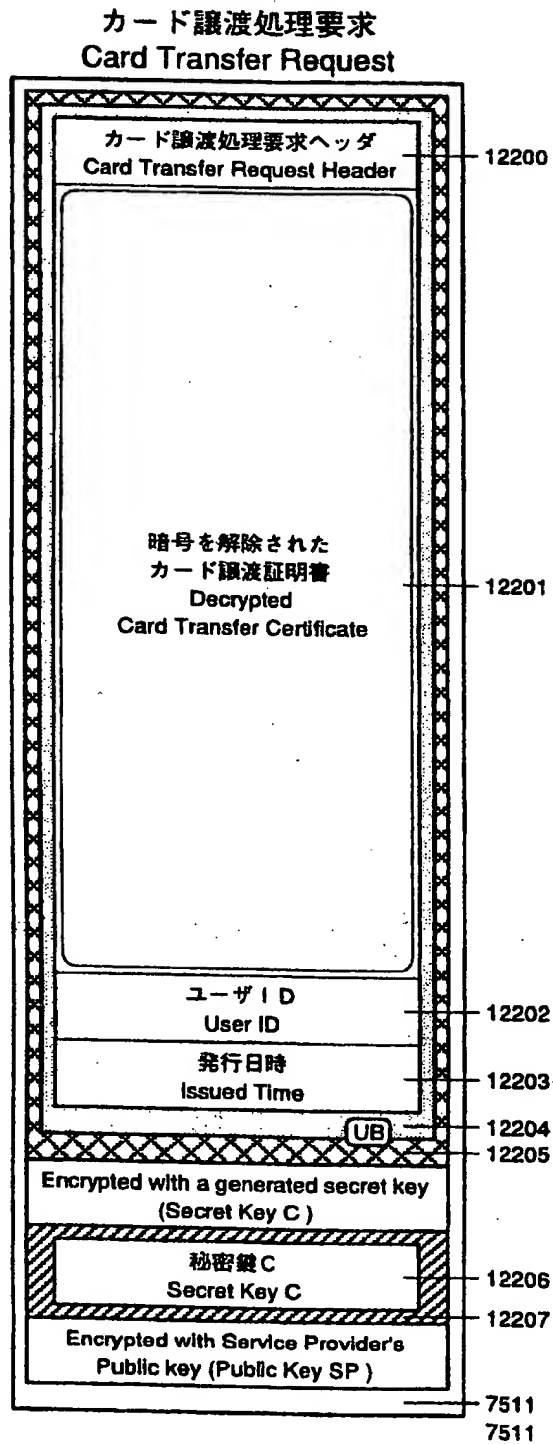 カード譲渡処理要求
Card Transfer Request
カード譲渡処理要求ヘッダ
Card Transfer Request Header
12200
暗号を解除された
カード譲渡証明書
Decrypted
Card Transfer Certificate
12201
ユーザID
User ID
12202
発行日時
Issued Time
12203
UB
12204
12205
Encrypted with a generated secret key
(Secret Key C )
秘密鍵C
Secret Key C
12206
12207
Encrypted with Service Provider's
Public key (Public Key SP )
7511
7511